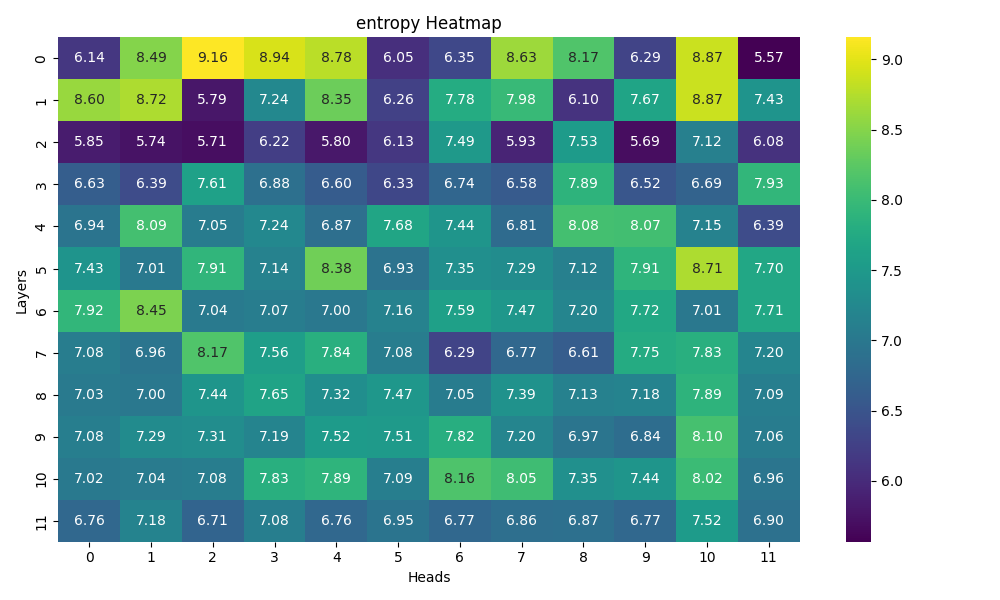 entropy Heatmap
0 6.14 8.49 9.16 8.94 8.78 6.05 6.35 8.63 8.17 6.29 8.87 5.57
1 8.60 8.72 5.79 7.24 8.35 6.26 7.78 7.98 6.10 7.67 8.87 7.43
2 5.85 5.74 5.71 6.22 5.80 6.13 7.49 5.93 7.53 5.69 7.12 6.08
3 6.63 6.39 7.61 6.88 6.60 6.33 6.74 6.58 7.89 6.52 6.69 7.93
4 6.94 8.09 7.05 7.24 6.87 7.68 7.44 6.81 8.08 8.07 7.15 6.39
5 7.43 7.01 7.91 7.14 8.38 6.93 7.35 7.29 7.12 7.91 8.71 7.70
6 7.92 8.45 7.04 7.07 7.00 7.16 7.59 7.47 7.20 7.72 7.01 7.71
7 7.08 6.96 8.17 7.56 7.84 7.08 6.29 6.77 6.61 7.75 7.83 7.20
8 7.03 7.00 7.44 7.65 7.32 7.47 7.05 7.39 7.13 7.18 7.89 7.09
9 7.08 7.29 7.31 7.19 7.52 7.51 7.82 7.20 6.97 6.84 8.10 7.06
10 7.02 7.04 7.08 7.83 7.89 7.09 8.16 8.05 7.35 7.44 8.02 6.96
11 6.76 7.18 6.71 7.08 6.76 6.95 6.77 6.86 6.87 6.77 7.52 6.90
0 1 2 3 4 5 6 7 8 9 10 11
Heads
Layers
9.0
8.5
8.0
7.5
7.0
6.5
6.0